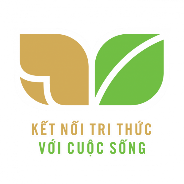 KẾT NỐI TRI THỨC
VỚI CUỘC SỐNG